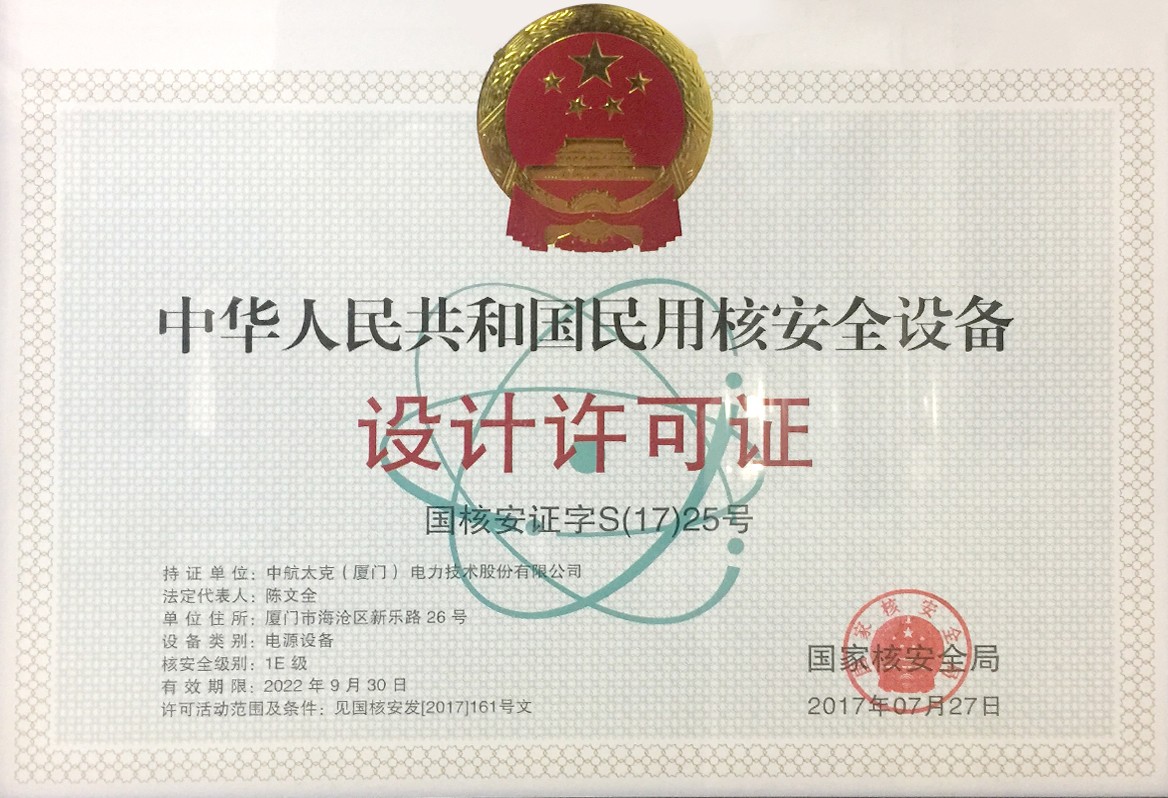 中华人民共和国民用核安全设备
设计许可证
国核安证字S(17)25号
持证单位：中航太克（厦门）电力技术股份有限公司
法定代表人：陈文全
单位住所：厦门市海沧区新乐路 26 号
设备类别：电源设备
核安全级别：1E 级
有效期限：2022 年 9 月 30 日
许可活动范围及条件：见国核安发[2017]161号文
国家核安全局
国家核安全局
2017年07月27日